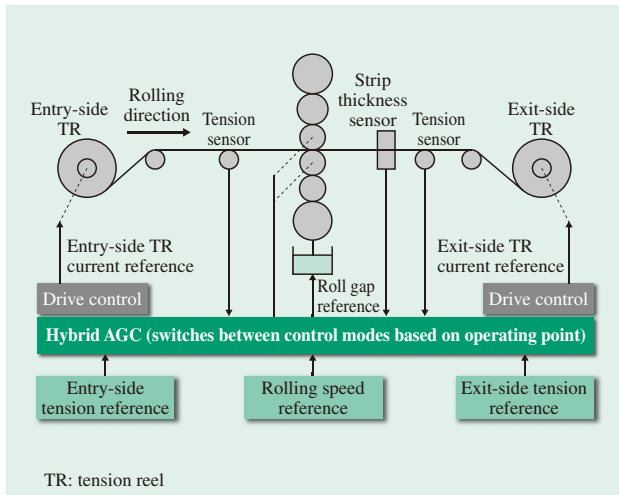 Entry-side
TR
Rolling
direction
Tension
sensor
Strip
thickness
sensor
Tension
sensor
Exit-side
TR
Entry-side TR
current reference
Exit-side TR
current reference
Roll gap
reference
Drive control
Drive control
Hybrid AGC (switches between control modes based on operating point)
Entry-side
tension reference
Rolling speed
reference
Exit-side tension
reference
TR: tension reel